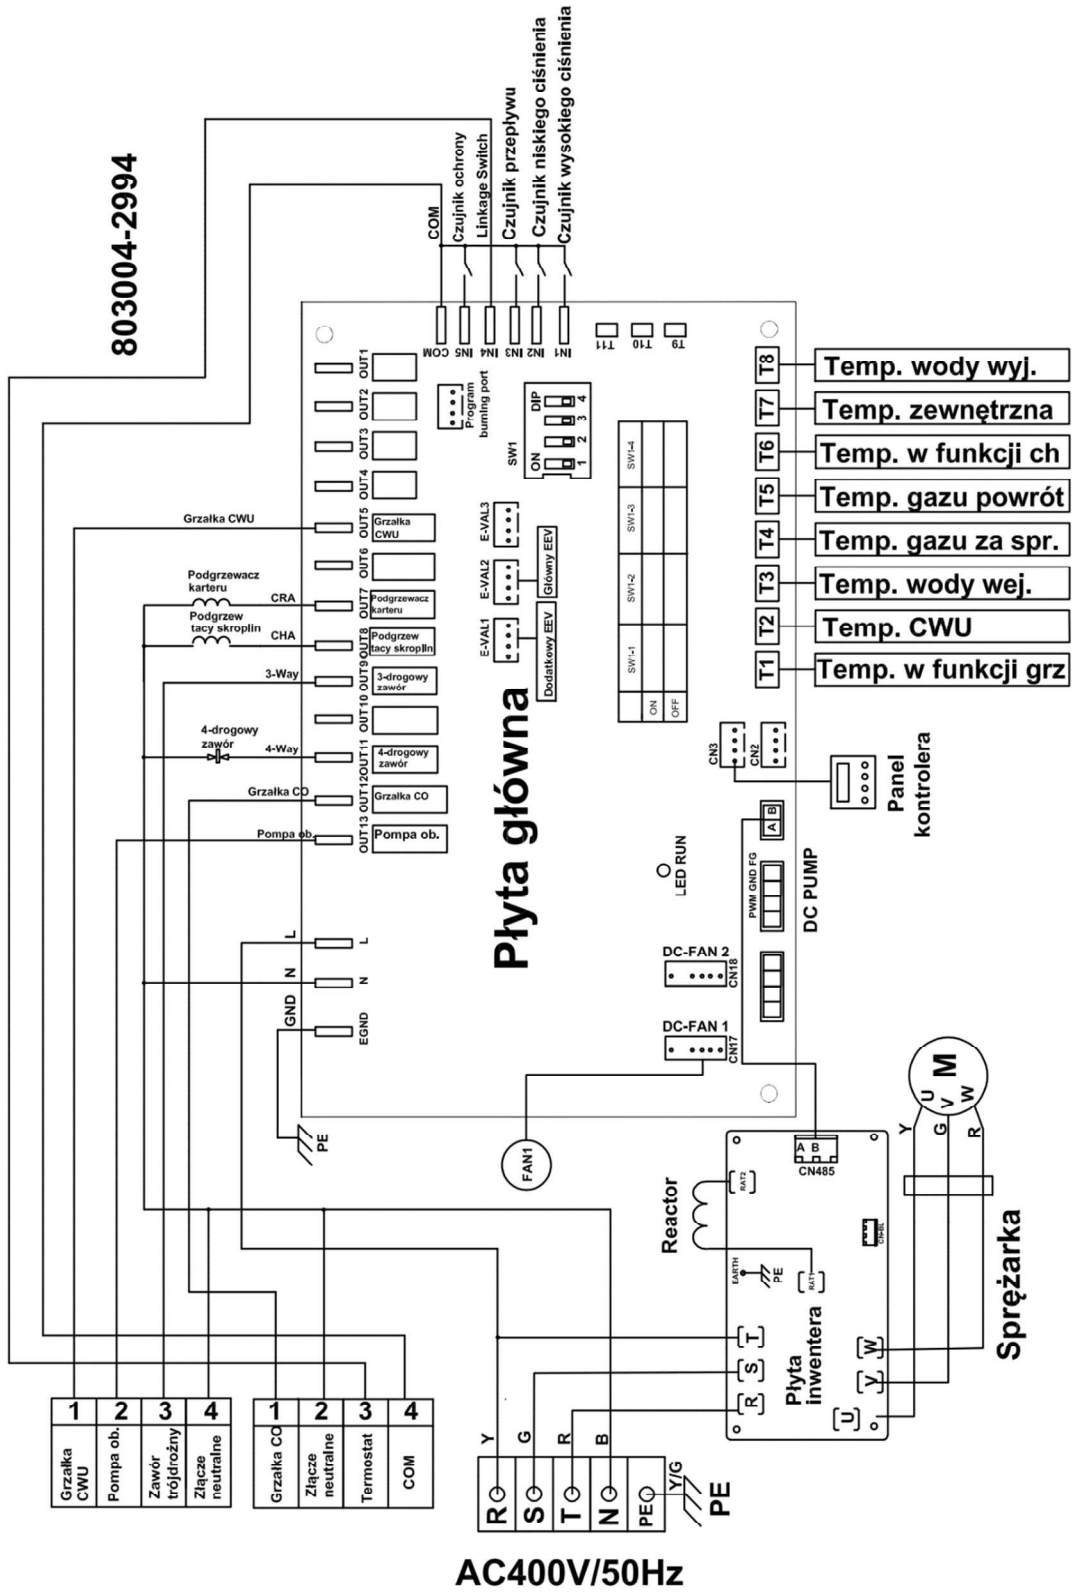 803004-2994
COM
Czujnik ochrony
Linkage Switch
Czujnik przepływu
Czujnik niskiego ciśnienia
Czujnik wysokiego ciśnienia
COM
IN5
IN4
IN3
IN2
IN1
T11
T10
T9
OUT1
OUT2
OUT3
OUT4
OUT5
Grzałka CWU
OUT6
OUT7
Podgrzewacz karteru
OUT8
Podgrzew tacy skroplin
OUT9
3-drogowy zawór
OUT10
OUT11
4-drogowy zawór
OUT12
Grzałka CO
OUT13
Pompa ob.
Grzałka CWU
Podgrzewacz karteru
CRA
Podgrzew tacy skroplin
CHA
3-Way
4-drogowy zawór
4-Way
Grzałka CO
Pompa ob.
L
L
N
N
GND
EGND
PE
Program burning port
SW1
ON
DIP
1
2
3
4
E-VAL3
E-VAL2
E-VAL1
Główny EEV
Dodatkowy EEV
SW1-1
SW1-2
SW1-3
SW1-4
ON
OFF
Płyta główna
T8
Temp. wody wyj.
T7
Temp. zewnętrzna
T6
Temp. w funkcji ch
T5
Temp. gazu powrót
T4
Temp. gazu za spr.
T3
Temp. wody wej.
T2
Temp. CWU
T1
Temp. w funkcji grz
CN3
CN2
Panel kontrolera
A B
LED RUN
PWM GND FG
DC PUMP
DC-FAN 2
CN18
DC-FAN 1
CN17
FAN1
Reactor
RAT2
RAT1
EARTH
PE
A B
CN485
CN-BL
Płyta inwentera
T
S
R
W
V
U
M
U
V
W
Y
G
R
Sprężarka
1
2
3
4
Grzałka CWU
Pompa ob.
Zawór trójdrożny
Złącze neutralne
1
2
3
4
Grzałka CO
Złącze neutralne
Termostat
COM
Y
G
R
B
Y/G
R
S
T
N
PE
PE
AC400V/50Hz